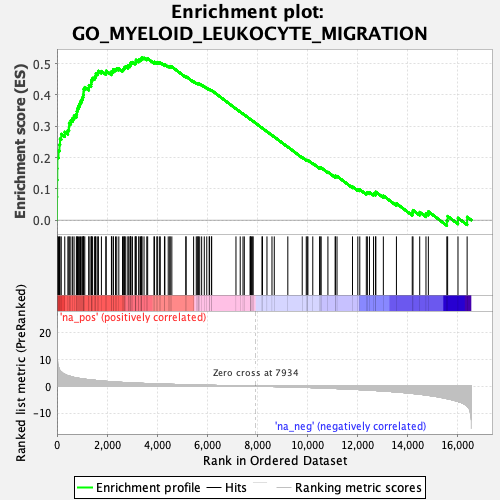 Enrichment plot:
GO_MYELOID_LEUKOCYTE_MIGRATION
Enrichment score (ES)
0.5
0.4
0.3
0.2
0.1
0.0
'na_pos' (positively correlated)
Ranked list metric (PreRanked)
20
10
0
-10
Zero cross at 7934
'na_neg' (negatively correlated)
0 2,000 4,000 6,000 8,000 10,000 12,000 14,000 16,000
Rank in Ordered Dataset
Enrichment profile Hits Ranking metric scores